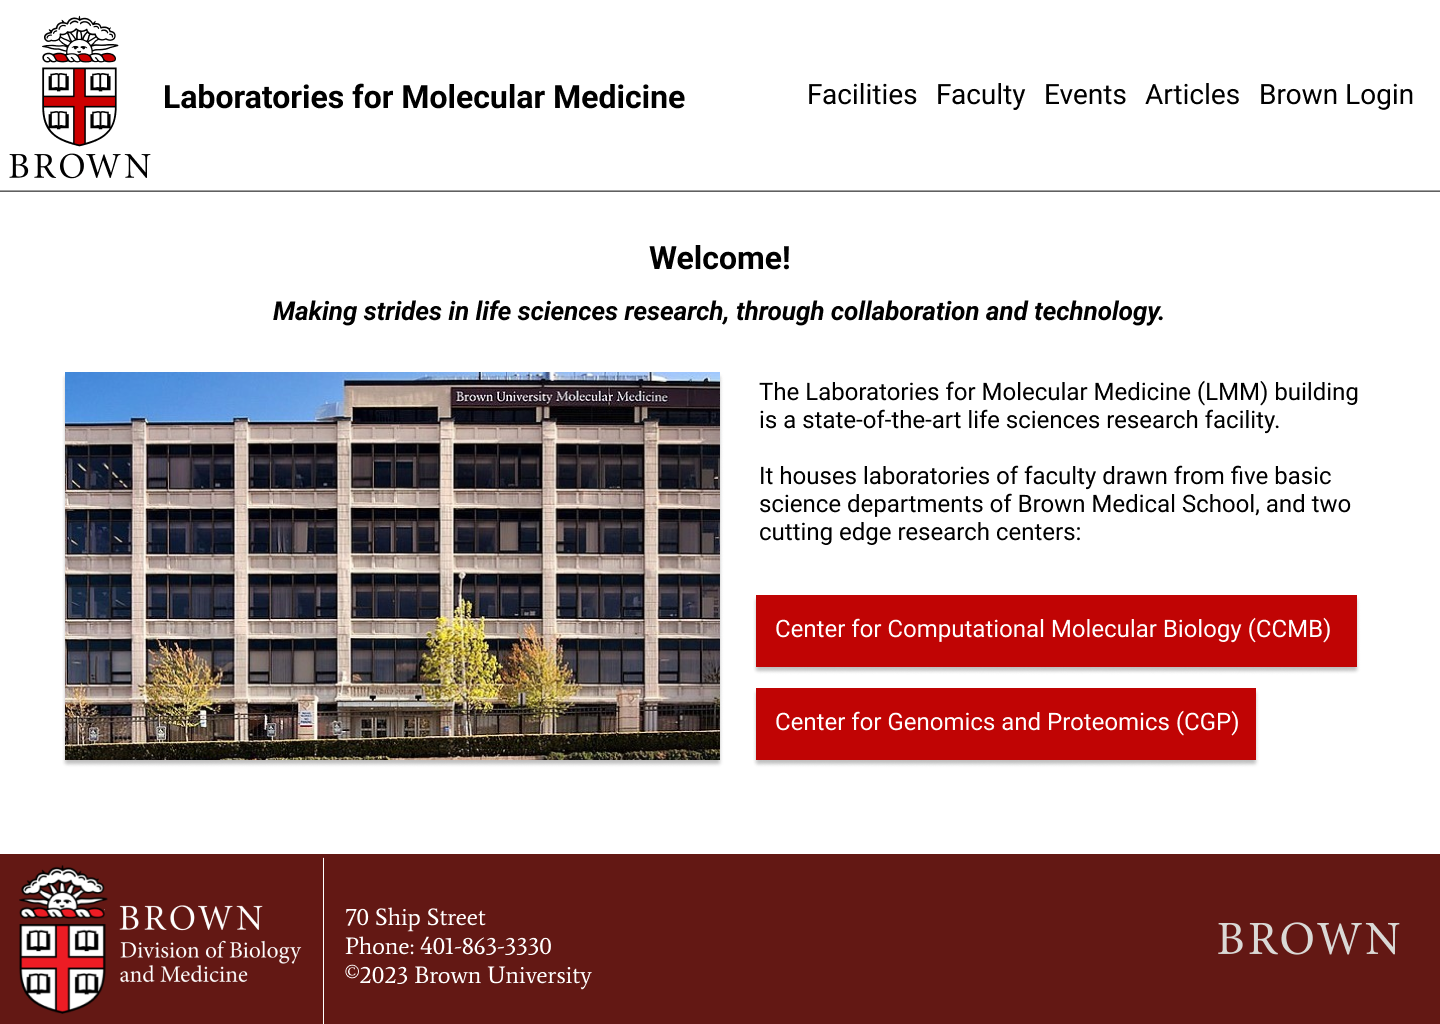 BROWN
Laboratories for Molecular Medicine
Facilities Faculty Events Articles Brown Login
Welcome!
Making strides in life sciences research, through collaboration and technology.
Brown University Molecular Medicine
The Laboratories for Molecular Medicine (LMM) building
is a state-of-the-art life sciences research facility.
It houses laboratories of faculty drawn from five basic
science departments of Brown Medical School, and two
cutting edge research centers:
Center for Computational Molecular Biology (CCMB)
Center for Genomics and Proteomics (CGP)
BROWN
Division of Biology
and Medicine
70 Ship Street
Phone: 401-863-3330
©2023 Brown University
BROWN